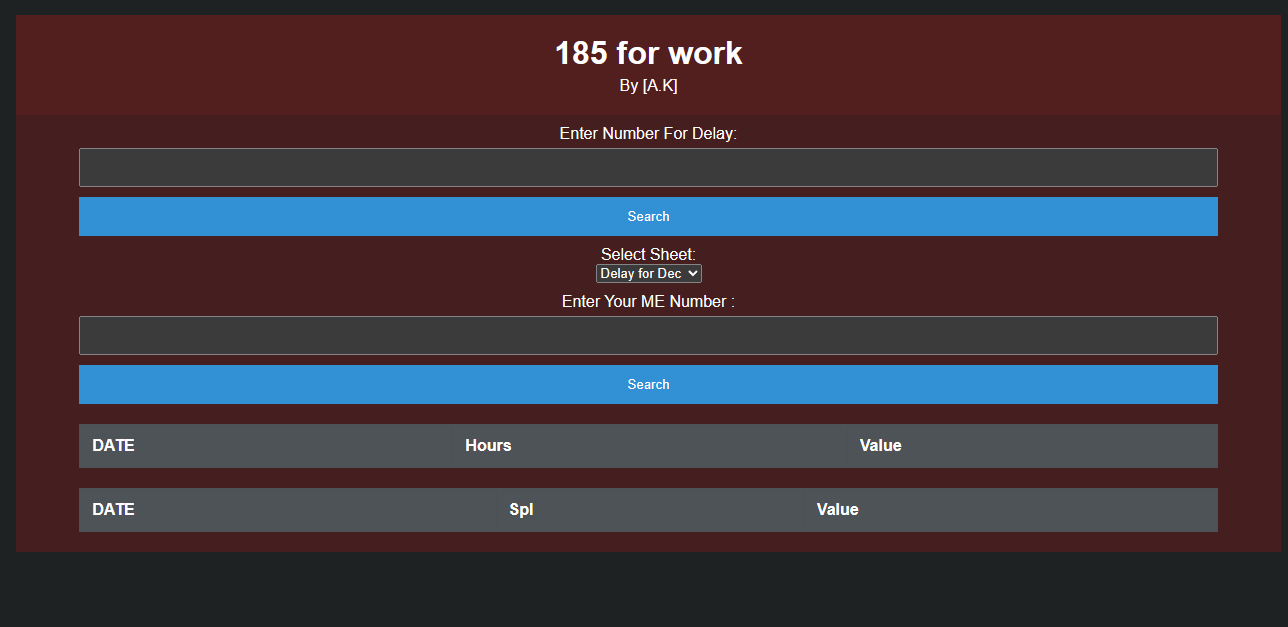 185 for work
By [A.K]
Enter Number For Delay:
Search
Select Sheet:
Delay for Dec
Enter Your ME Number :
Search
DATE Hours Value
DATE Spl Value